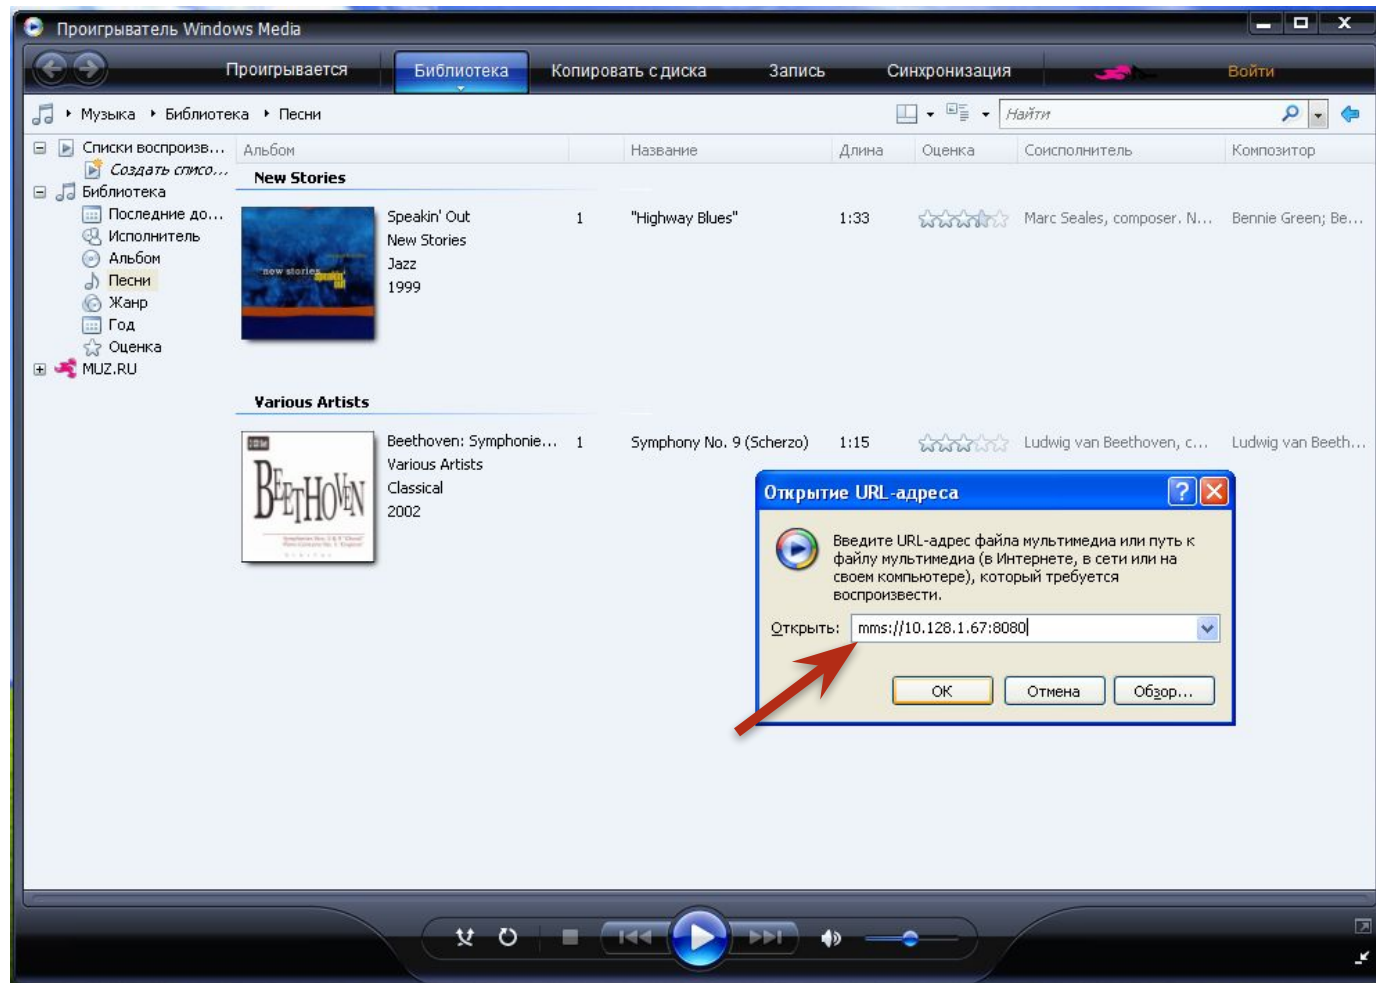 Проигрыватель Windows Media
Проигрывается Библиотека Копировать с диска Запись Синхронизация Войти
Музыка Библиотека Песни Найти
Списки воспроизв...
Создать списо...
Библиотека
Последние до...
Исполнитель
Альбом
Песни
Жанр
Год
Оценка
MUZ.RU
Альбом Название Длина Оценка Соисполнитель Композитор
New Stories
new stories
speakin' out
Speakin' Out 1 "Highway Blues" 1:33 Marc Seales, composer. N... Bennie Green; Be...
New Stories
Jazz
1999
Various Artists
BEETHOVEN
Beethoven: Symphonie... 1 Symphony No. 9 (Scherzo) 1:15 Ludwig van Beethoven, c... Ludwig van Beeth...
Various Artists
Classical
2002
Открытие URL-адреса
Введите URL-адрес файла мультимедиа или путь к
файлу мультимедиа (в Интернете, в сети или на
своем компьютере), который требуется
воспроизвести.
Открыть: mms://10.128.1.67:8080
ОК Отмена Обзор...